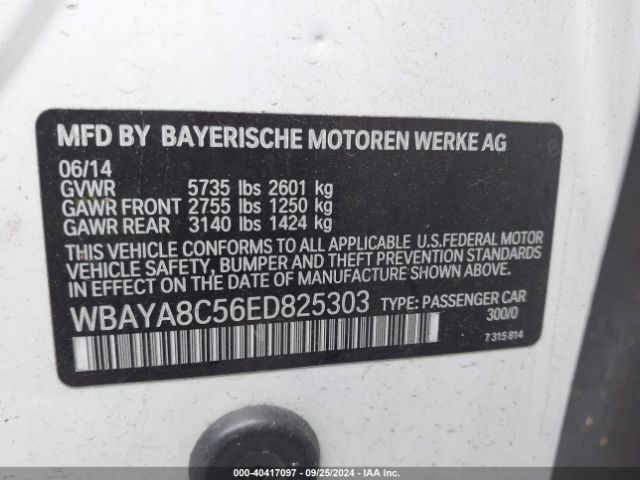 MFD BY BAYERISCHE MOTOREN WERKE AG
06/14
GVWR 5735 lbs 2601 kg
GAWR FRONT 2755 lbs 1250 kg
GAWR REAR 3140 lbs 1424 kg
THIS VEHICLE CONFORMS TO ALL APPLICABLE U.S.FEDERAL MOTOR
VEHICLE SAFETY, BUMPER, AND THEFT PREVENTION STANDARDS
IN EFFECT ON THE DATE OF MANUFACTURE SHOWN ABOVE.
WBAYA8C56ED825303 TYPE: PASSENGER CAR
300/0
7 315 814
000-40417097 - 09/25/2024 - IAA Inc.